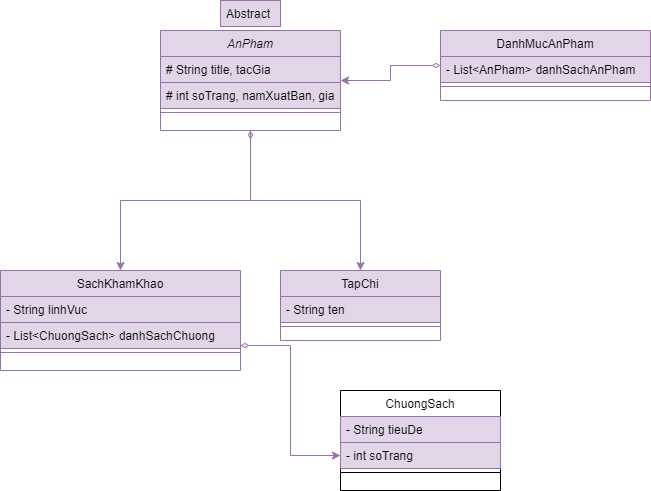 Abstract
AnPham
# String title, tacGia
# int soTrang, namXuatBan, gia
DanhMucAnPham
- List<AnPham> danhSachAnPham
SachKhamKhao
- String linhVuc
- List<ChuongSach> danhSachChuong
TapChi
- String ten
ChuongSach
- String tieuDe
- int soTrang